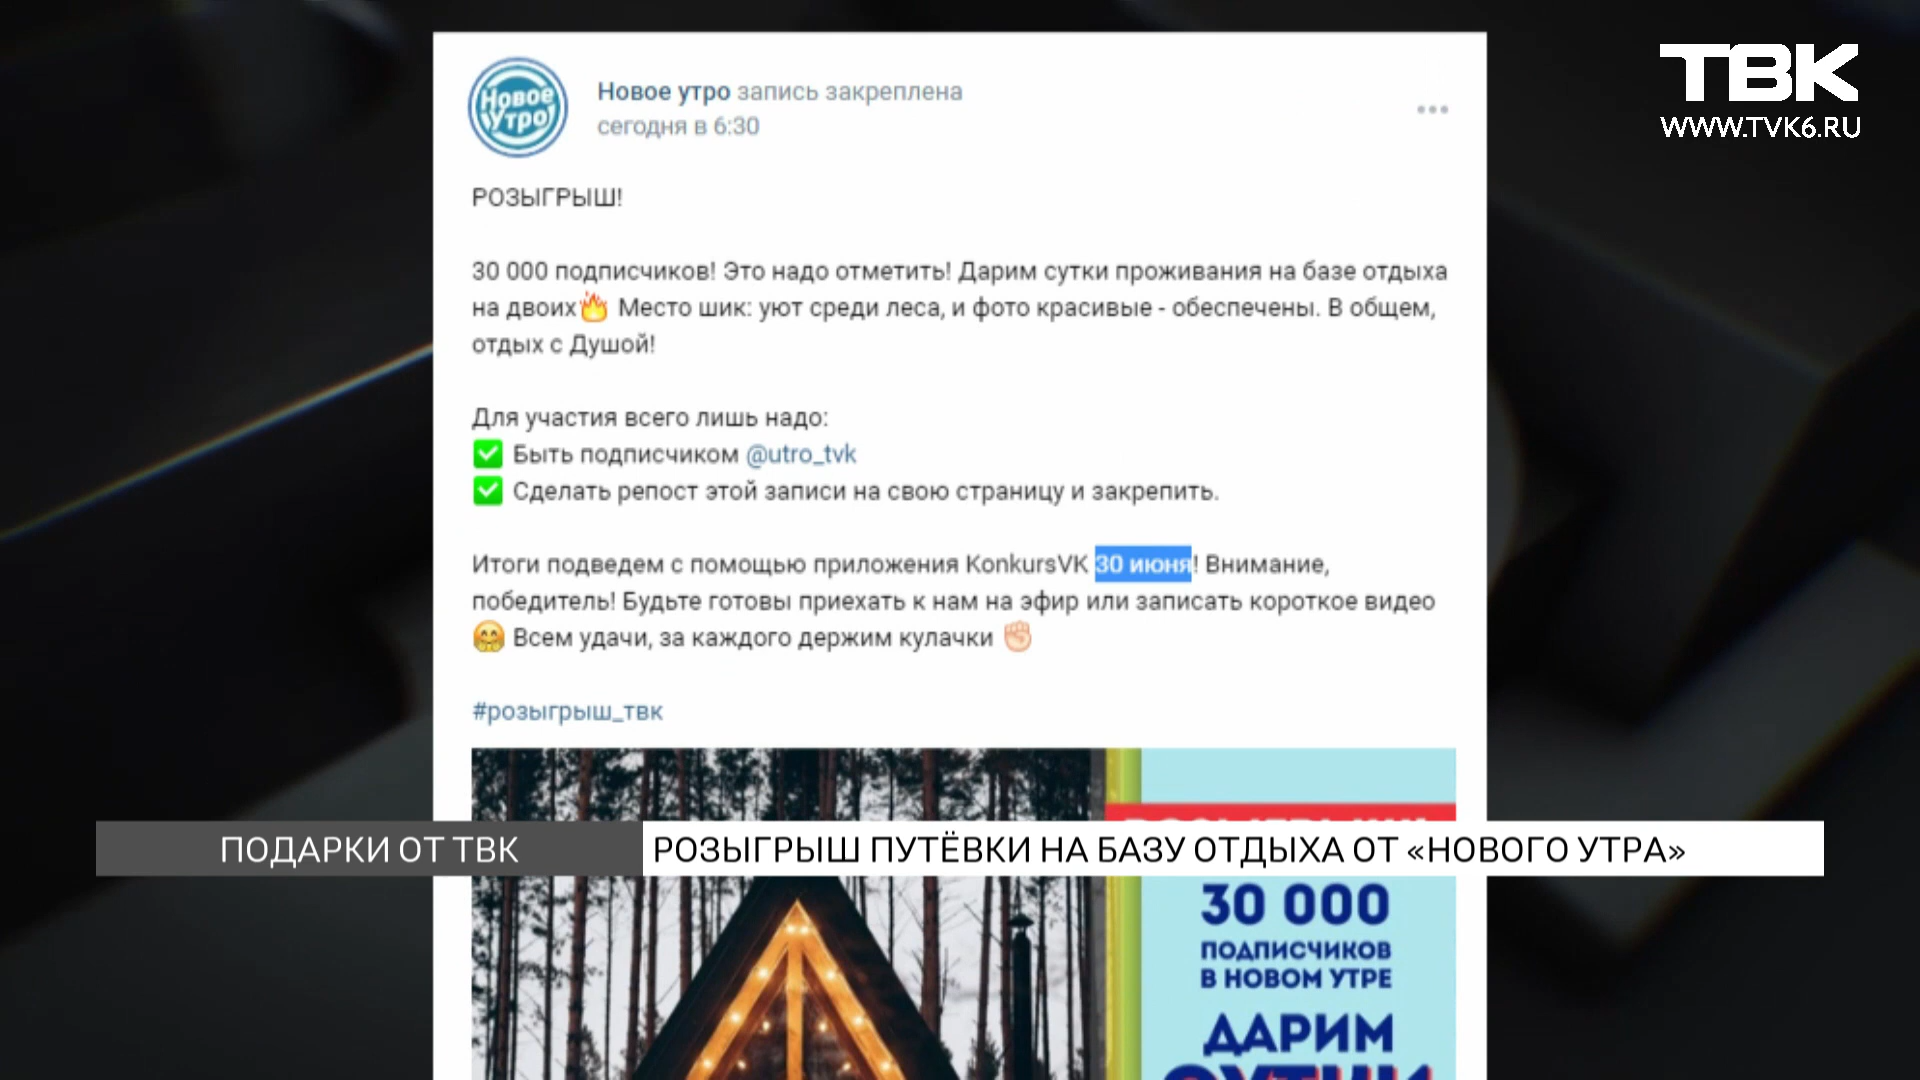 ТВК
WWW.TVK6.RU
Новое Утро
Новое утро запись закреплена
сегодня в 6:30
РОЗЫГРЫШ!
30 000 подписчиков! Это надо отметить! Дарим сутки проживания на базе отдыха
на двоих🔥 Место шик: уют среди леса, и фото красивые - обеспечены. В общем,
отдых с Душой!
Для участия всего лишь надо:
✅ Быть подписчиком @utro_tvk
✅ Сделать репост этой записи на свою страницу и закрепить.
Итоги подведем с помощью приложения KonkursVK 30 июня! Внимание,
победитель! Будьте готовы приехать к нам на эфир или записать короткое видео
🤗 Всем удачи, за каждого держим кулачки ✊🏻
#розыгрыш_твк
ПОДАРКИ ОТ ТВК
РОЗЫГРЫШ ПУТЁВКИ НА БАЗУ ОТДЫХА ОТ «НОВОГО УТРА»
30 000
ПОДПИСЧИКОВ
В НОВОМ УТРЕ
ДАРИМ
СУТКИ